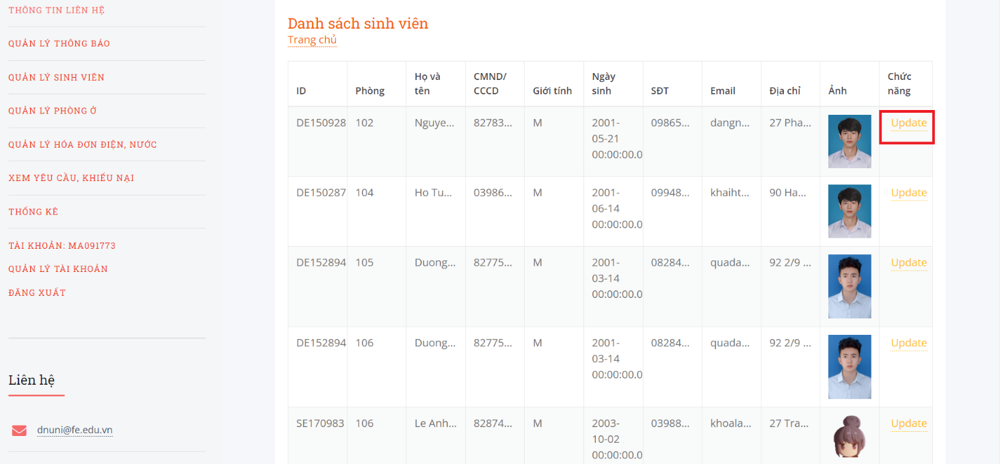 THÔNG TIN LIÊN HỆ
QUẢN LÝ THÔNG BÁO
QUẢN LÝ SINH VIÊN
QUẢN LÝ PHÒNG Ở
QUẢN LÝ HÓA ĐƠN ĐIỆN, NƯỚC
XEM YÊU CẦU, KHIẾU NẠI
THỐNG KÊ
TÀI KHOẢN: MA091773
QUẢN LÝ TÀI KHOẢN
ĐĂNG XUẤT
Liên hệ
dnuni@fe.edu.vn
Danh sách sinh viên
Trang chủ
ID Phòng Họ và tên CMND/ CCCD Giới tính Ngày sinh SĐT Email Địa chỉ Ảnh Chức năng
DE150928 102 Nguye... 82783... M 2001-05-21 00:00:00.0 09865... dangn... 27 Pha... Update
DE150287 104 Ho Tu... 03986... M 2001-06-14 00:00:00.0 09948... khaiht... 90 Ha... Update
DE152894 105 Duong... 82775... M 2001-03-14 00:00:00.0 08284... quada... 92 2/9 ... Update
DE152894 106 Duong... 82775... M 2001-03-14 00:00:00.0 08284... quada... 92 2/9 ... Update
SE170983 106 Le Anh... 82874... M 2003-10-02 00:00:00.0 03988... khoala... 27 Tra... Update